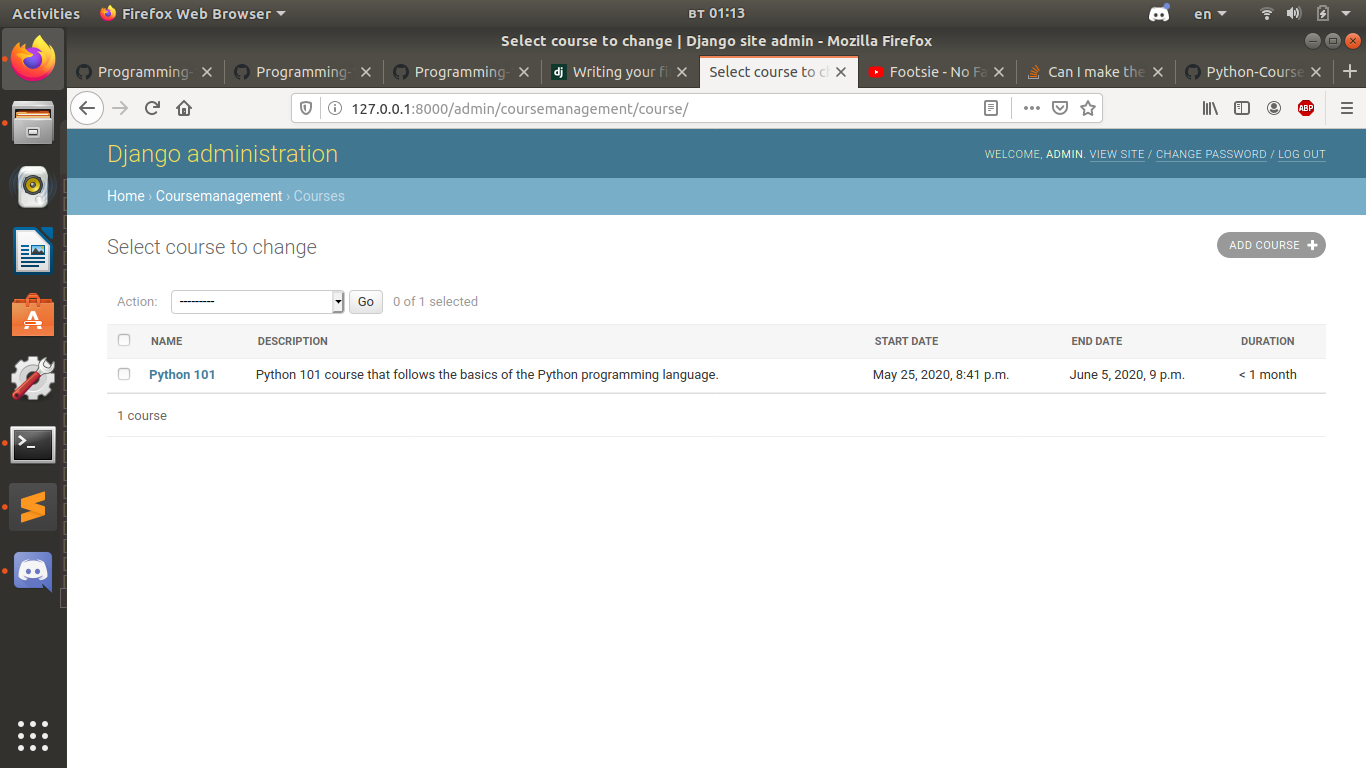 Activities Firefox Web Browser вт 01:13 en
Select course to change | Django site admin - Mozilla Firefox
Programming- Programming- Programming- Writing your fi Select course to ch Footsie - No Fa Can I make the Python-Course
127.0.0.1:8000/admin/coursemanagement/course/ ABP
Django administration WELCOME, ADMIN. VIEW SITE / CHANGE PASSWORD / LOG OUT
Home › Coursemanagement › Courses
Select course to change ADD COURSE +
Action: --------- Go 0 of 1 selected
NAME DESCRIPTION START DATE END DATE DURATION
Python 101 Python 101 course that follows the basics of the Python programming language. May 25, 2020, 8:41 p.m. June 5, 2020, 9 p.m. < 1 month
1 course